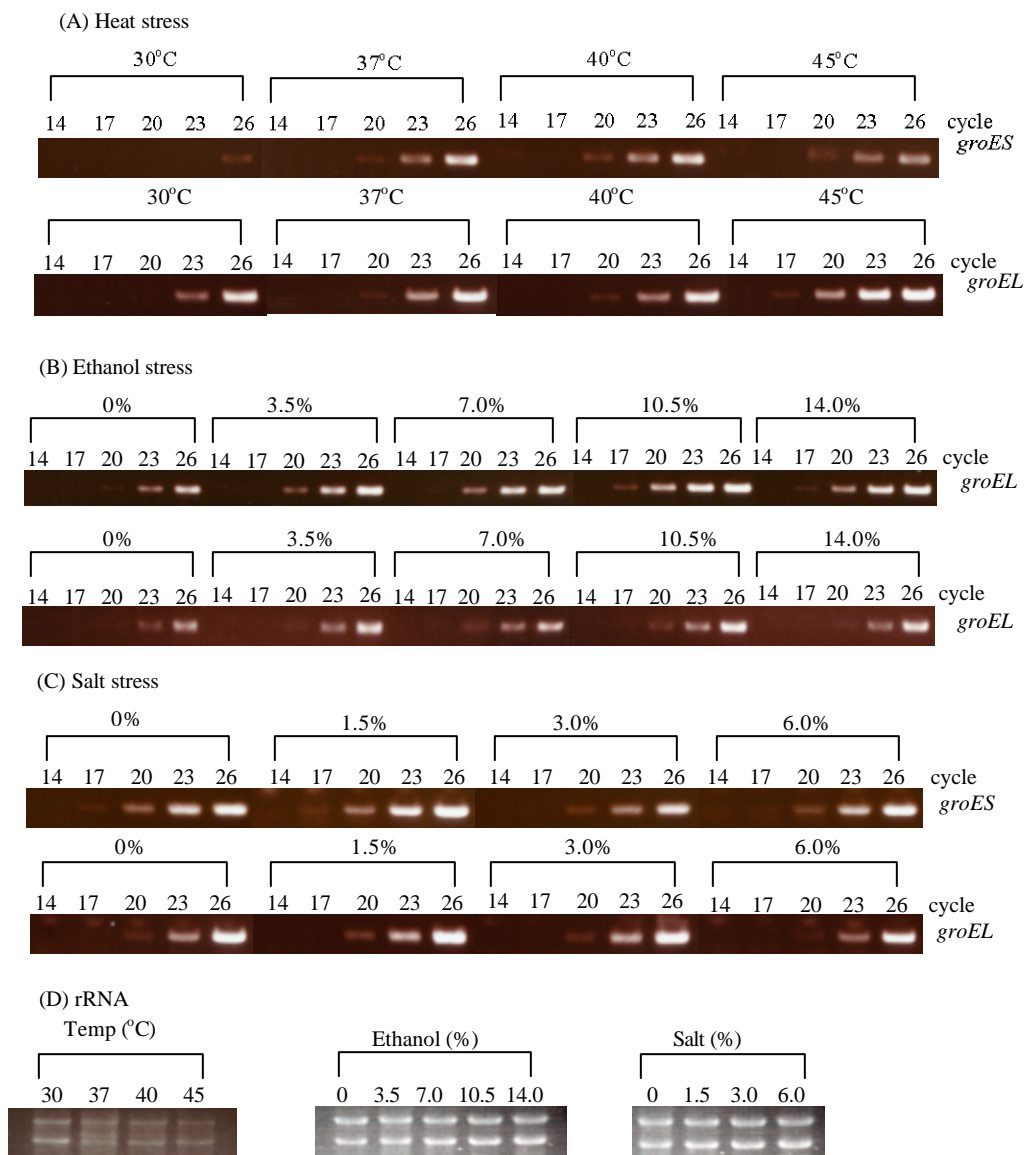 (A) Heat stress
30°C 37°C 40°C 45°C
14 17 20 23 26 14 17 20 23 26 14 17 20 23 26 14 17 20 23 26 cycle
groES
30°C 37°C 40°C 45°C
14 17 20 23 26 14 17 20 23 26 14 17 20 23 26 14 17 20 23 26 cycle
groEL
(B) Ethanol stress
0% 3.5% 7.0% 10.5% 14.0%
14 17 20 23 26 14 17 20 23 26 14 17 20 23 26 14 17 20 23 26 14 17 20 23 26 cycle
groEL
0% 3.5% 7.0% 10.5% 14.0%
14 17 20 23 26 14 17 20 23 26 14 17 20 23 26 14 17 20 23 26 14 17 20 23 26 cycle
groEL
(C) Salt stress
0% 1.5% 3.0% 6.0%
14 17 20 23 26 14 17 20 23 26 14 17 20 23 26 14 17 20 23 26 cycle
groES
0% 1.5% 3.0% 6.0%
14 17 20 23 26 14 17 20 23 26 14 17 20 23 26 14 17 20 23 26 cycle
groEL
(D) rRNA
Temp (°C) Ethanol (%) Salt (%)
30 37 40 45 0 3.5 7.0 10.5 14.0 0 1.5 3.0 6.0